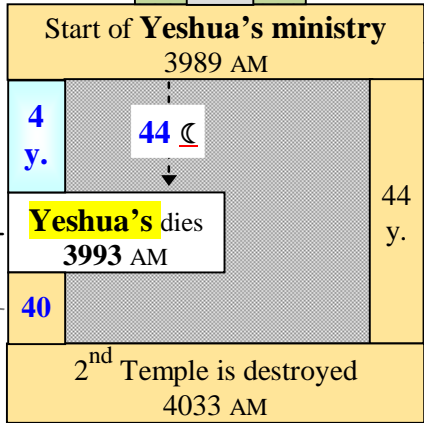 Start of Yeshua's ministry
3989 AM
4
y.
44 ☾
44
y.
Yeshua's dies
3993 AM
40
2nd Temple is destroyed
4033 AM